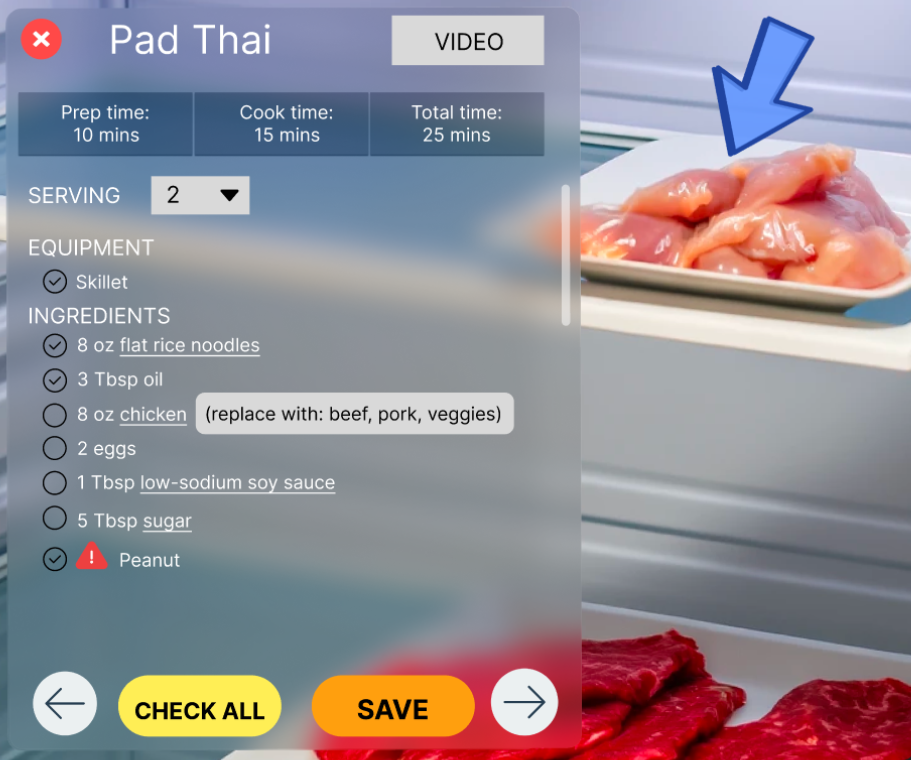 Pad Thai
VIDEO
Prep time:
10 mins
Cook time:
15 mins
Total time:
25 mins
SERVING
2
EQUIPMENT
Skillet
INGREDIENTS
8 oz flat rice noodles
3 Tbsp oil
8 oz chicken (replace with: beef, pork, veggies)
2 eggs
1 Tbsp low-sodium soy sauce
5 Tbsp sugar
! Peanut
CHECK ALL
SAVE